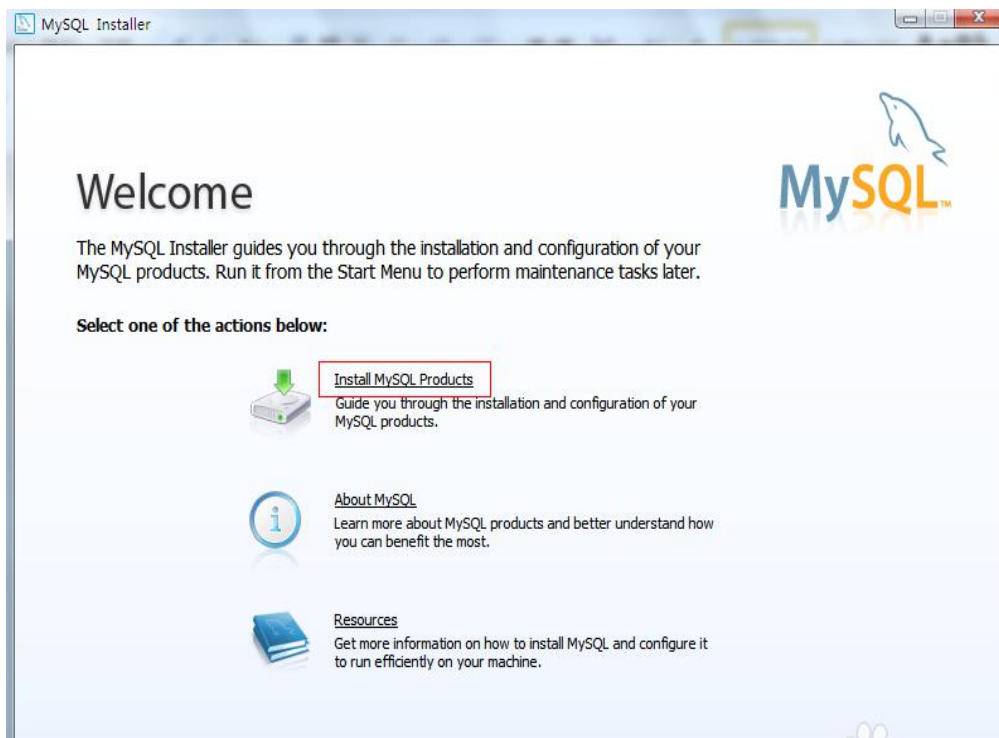 MySQL Installer
MySQL™
Welcome
The MySQL Installer guides you through the installation and configuration of your
MySQL products. Run it from the Start Menu to perform maintenance tasks later.
Select one of the actions below:
Install MySQL Products
Guide you through the installation and configuration of your
MySQL products.
About MySQL
Learn more about MySQL products and better understand how
you can benefit the most.
Resources
Get more information on how to install MySQL and configure it
to run efficiently on your machine.